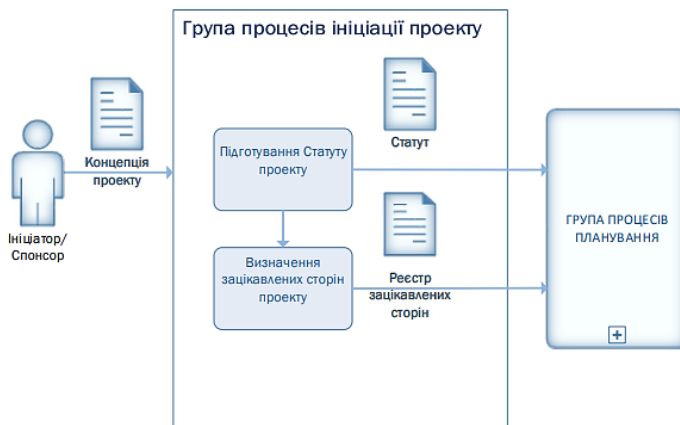 Група процесів ініціації проекту
Концепція
проекту
Ініціатор/
Спонсор
Підготування Статуту
проекту
Статут
Визначення
зацікавлених сторін
проекту
Реєстр
зацікавлених
сторін
ГРУПА ПРОЦЕСІВ
ПЛАНУВАННЯ